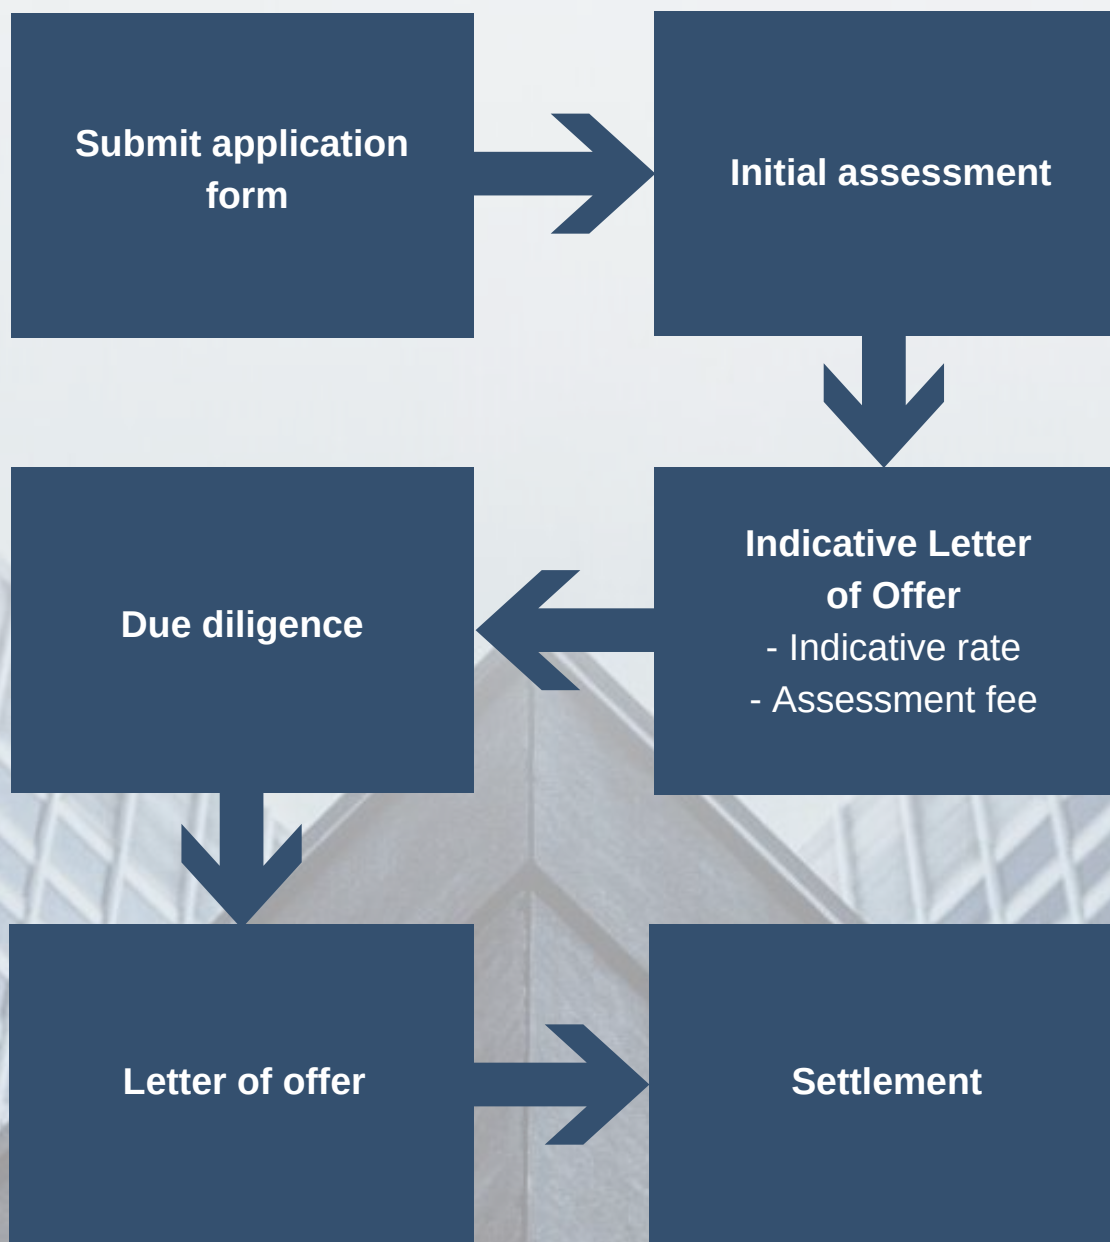 Submit application
form
Initial assessment
Indicative Letter
of Offer
- Indicative rate
- Assessment fee
Due diligence
Letter of offer
Settlement